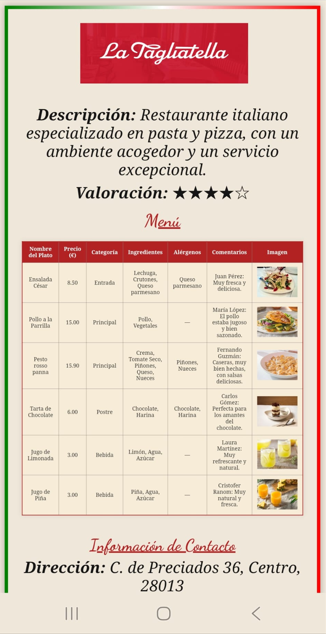 La Tagliatella
Descripción: Restaurante italiano
especializado en pasta y pizza, con un
ambiente acogedor y un servicio
excepcional.
Valoración: ★★★★☆
Menú
Nombre del Plato Precio (€) Categoría Ingredientes Alérgenos Comentarios Imagen
Ensalada César 8.50 Entrada Lechuga, Crutones, Queso parmesano Queso parmesano Juan Pérez: Muy fresca y deliciosa.
Pollo a la Parrilla 15.00 Principal Pollo, Vegetales — María López: El pollo estaba jugoso y bien sazonado.
Pesto rosso panna 15.90 Principal Crema, Tomate Seco, Piñones, Queso, Nueces Piñones, Nueces Fernando Guzmán: Caseras, muy bien hechas, con salsas deliciosas.
Tarta de Chocolate 6.00 Postre Chocolate, Harina Chocolate, Harina Carlos Gómez: Perfecta para los amantes del chocolate.
Jugo de Limonada 3.00 Bebida Limón, Agua, Azúcar — Laura Martínez: Muy refrescante y natural.
Jugo de Piña 3.00 Bebida Piña, Agua, Azúcar — Cristofer Ransom: Muy natural y fresca.
Información de Contacto
Dirección: C. de Preciados 36, Centro,
28013